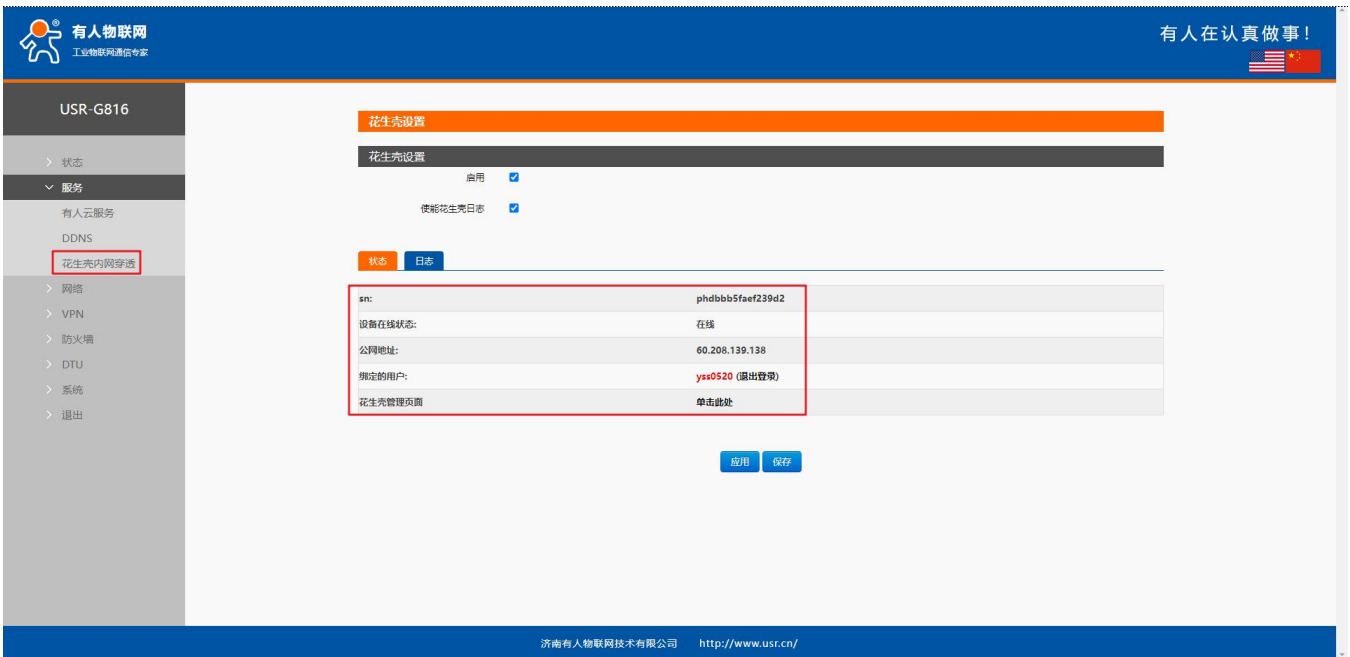 有人物联网
工业物联网通信专家
有人在认真做事！
USR-G816
状态
服务
有人云服务
DDNS
花生壳内网穿透
网络
VPN
防火墙
DTU
系统
退出
花生壳设置
花生壳设置
启用
使能花生壳日志
状态 日志
sn: phdbbb5faef239d2
设备在线状态: 在线
公网地址: 60.208.139.138
绑定的用户: yss0520 (退出登录)
花生壳管理页面 单击此处
应用 保存
济南有人物联网技术有限公司 http://www.usr.cn/